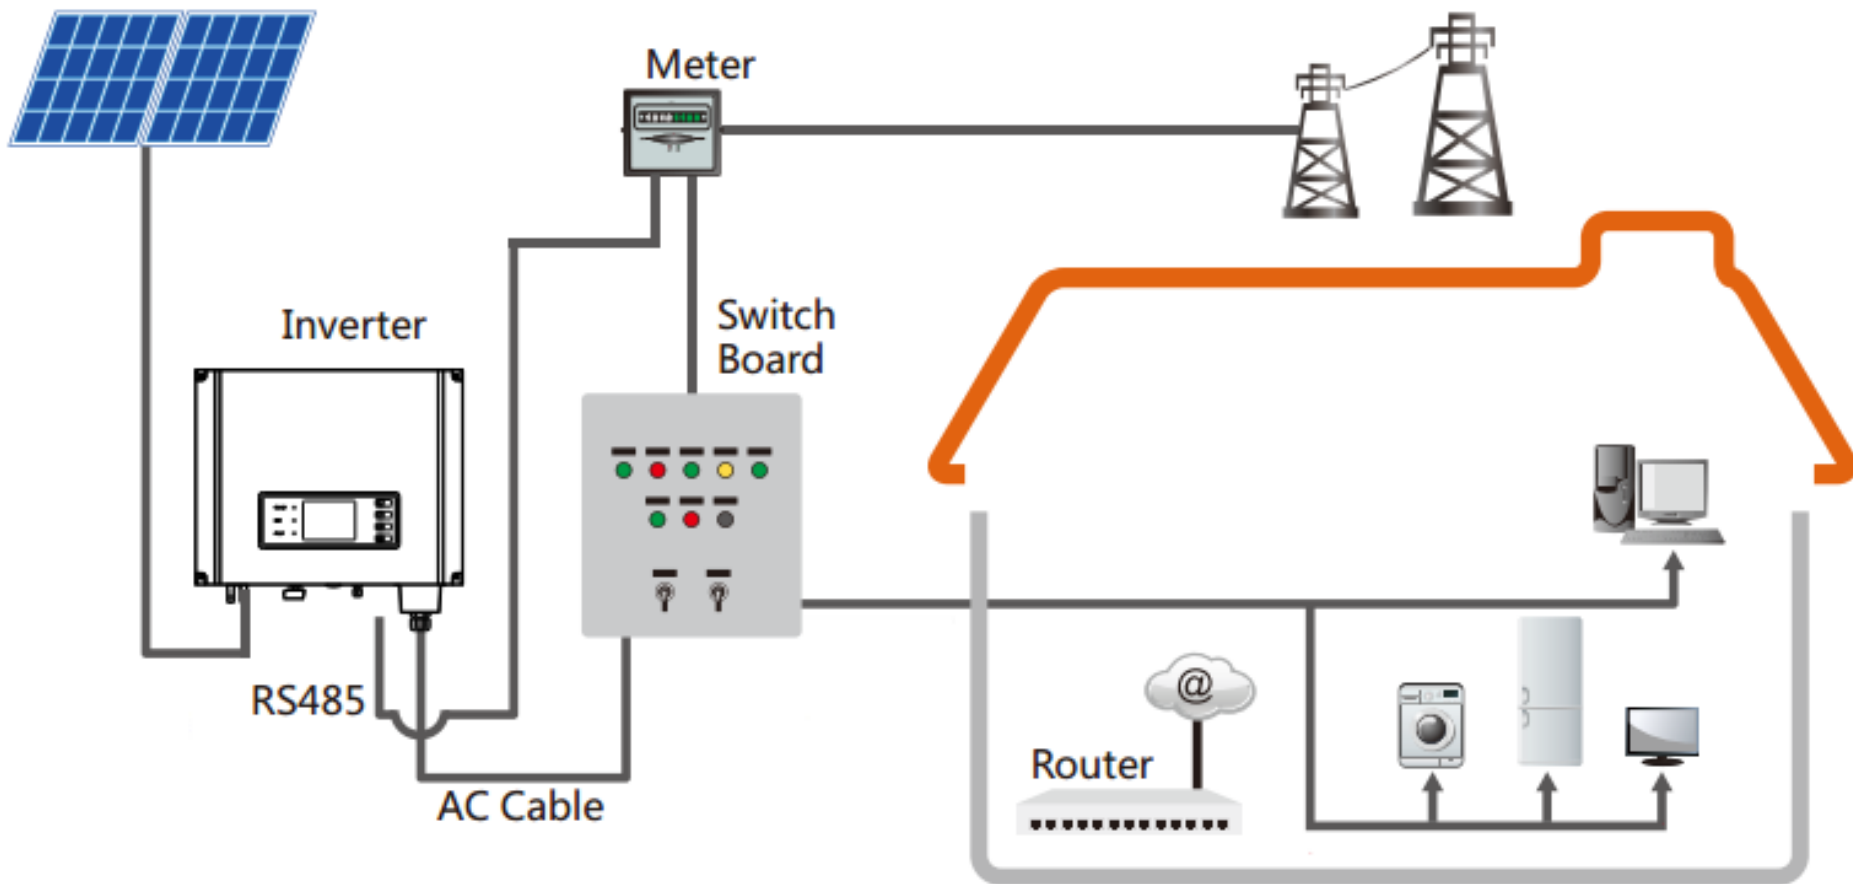 Meter
Inverter
Switch
Board
RS485
@
Router
AC Cable